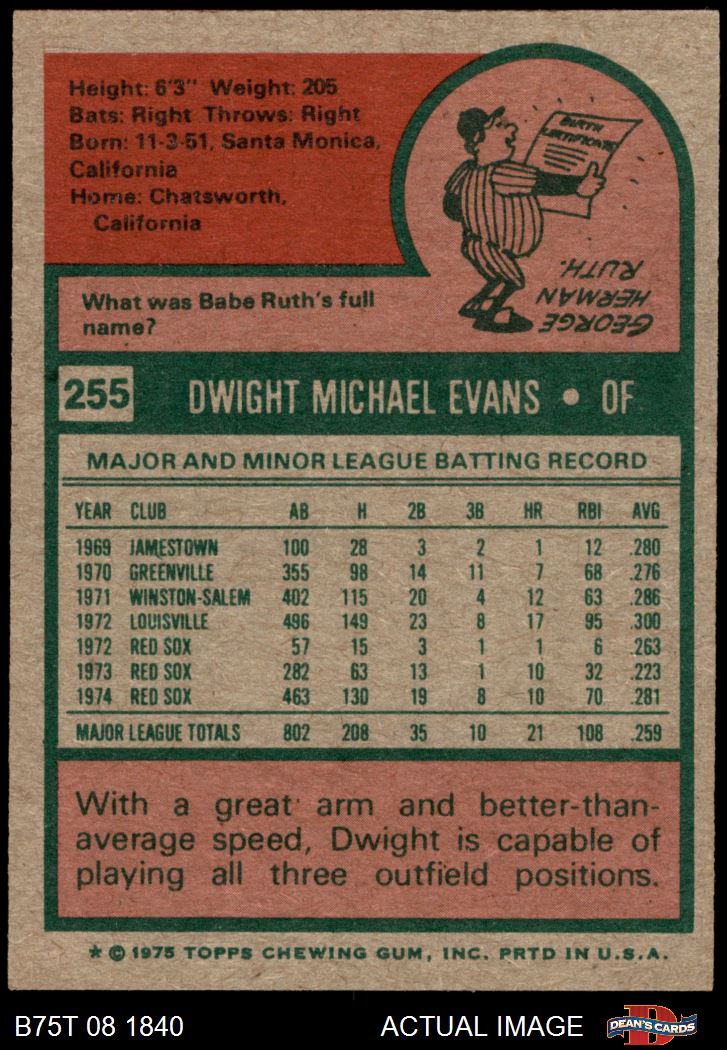 Height: 6'3" Weight: 205
Bats: Right Throws: Right
Born: 11-3-51, Santa Monica,
California
Home: Chatsworth,
California
BIRTH
CERTIFICATE
What was Babe Ruth's full
name?
GEORGE
HERMAN
RUTH.
255 DWIGHT MICHAEL EVANS • OF
MAJOR AND MINOR LEAGUE BATTING RECORD
YEAR CLUB AB H 2B 3B HR RBI AVG
1969 JAMESTOWN 100 28 3 2 1 12 .280
1970 GREENVILLE 355 98 14 11 7 68 .276
1971 WINSTON-SALEM 402 115 20 4 12 63 .286
1972 LOUISVILLE 496 149 23 8 17 95 .300
1972 RED SOX 57 15 3 1 1 6 .263
1973 RED SOX 282 63 13 1 10 32 .223
1974 RED SOX 463 130 19 8 10 70 .281
MAJOR LEAGUE TOTALS 802 208 35 10 21 108 .259
With a great arm and better-than-
average speed, Dwight is capable of
playing all three outfield positions.
* © 1975 TOPPS CHEWING GUM, INC. PRTD IN U.S.A.
B75T 08 1840 ACTUAL IMAGE DEAN'S CARDS